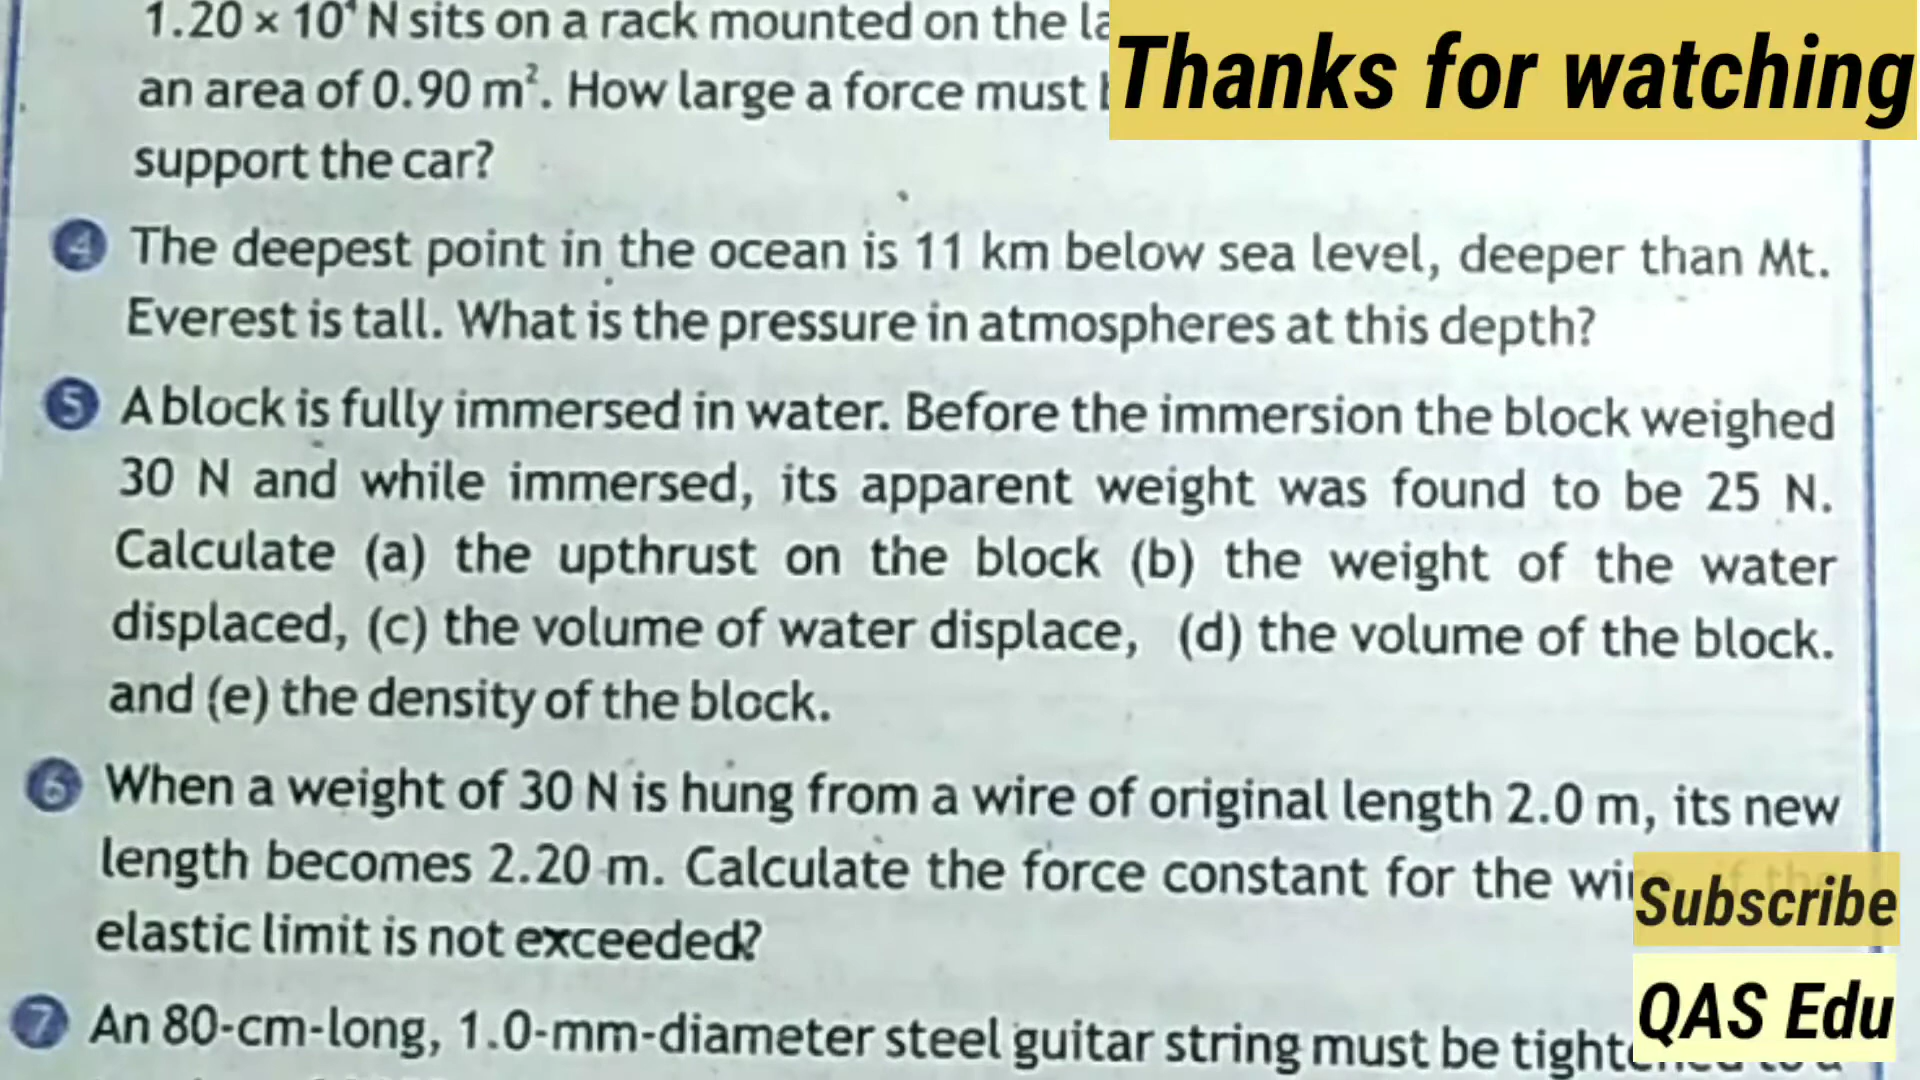 1.20 × 10⁴ N sits on a rack mounted on the
an area of 0.90 m². How large a force must
Thanks for watching
support the car?
4 The deepest point in the ocean is 11 km below sea level, deeper than Mt.
Everest is tall. What is the pressure in atmospheres at this depth?
5 A block is fully immersed in water. Before the immersion the block weighed
30 N and while immersed, its apparent weight was found to be 25 N.
Calculate (a) the upthrust on the block (b) the weight of the water
displaced, (c) the volume of water displace, (d) the volume of the block.
and (e) the density of the block.
6 When a weight of 30 N is hung from a wire of original length 2.0 m, its new
length becomes 2.20 m. Calculate the force constant for the if the
elastic limit is not exceeded?
Subscribe
QAS Edu
7 An 80-cm-long, 1.0-mm-diameter steel guitar string must be